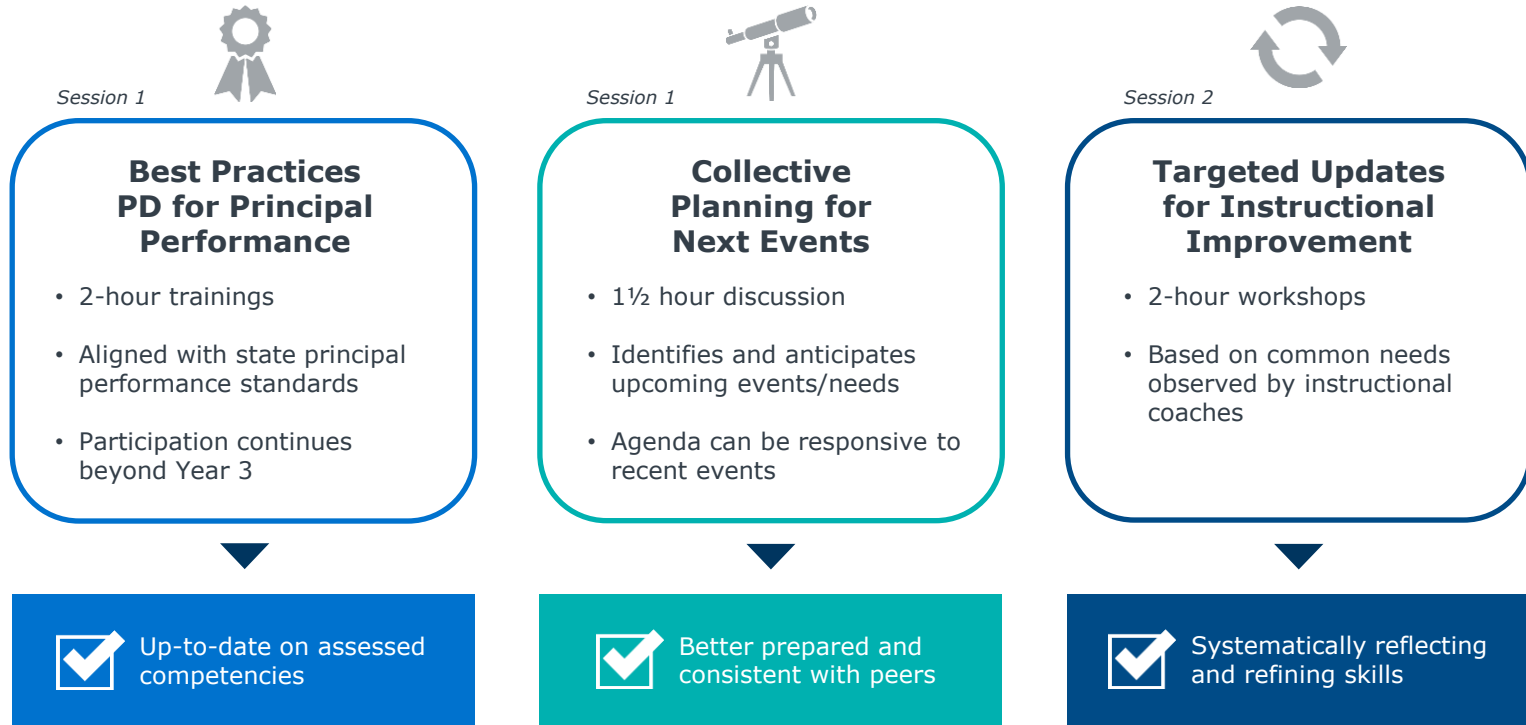 Session 1
Best Practices
PD for Principal
Performance
• 2-hour trainings
• Aligned with state principal
performance standards
• Participation continues
beyond Year 3
Up-to-date on assessed
competencies
Session 1
Collective
Planning for
Next Events
• 1½ hour discussion
• Identifies and anticipates
upcoming events/needs
• Agenda can be responsive to
recent events
Better prepared and
consistent with peers
Session 2
Targeted Updates
for Instructional
Improvement
• 2-hour workshops
• Based on common needs
observed by instructional
coaches
Systematically reflecting
and refining skills